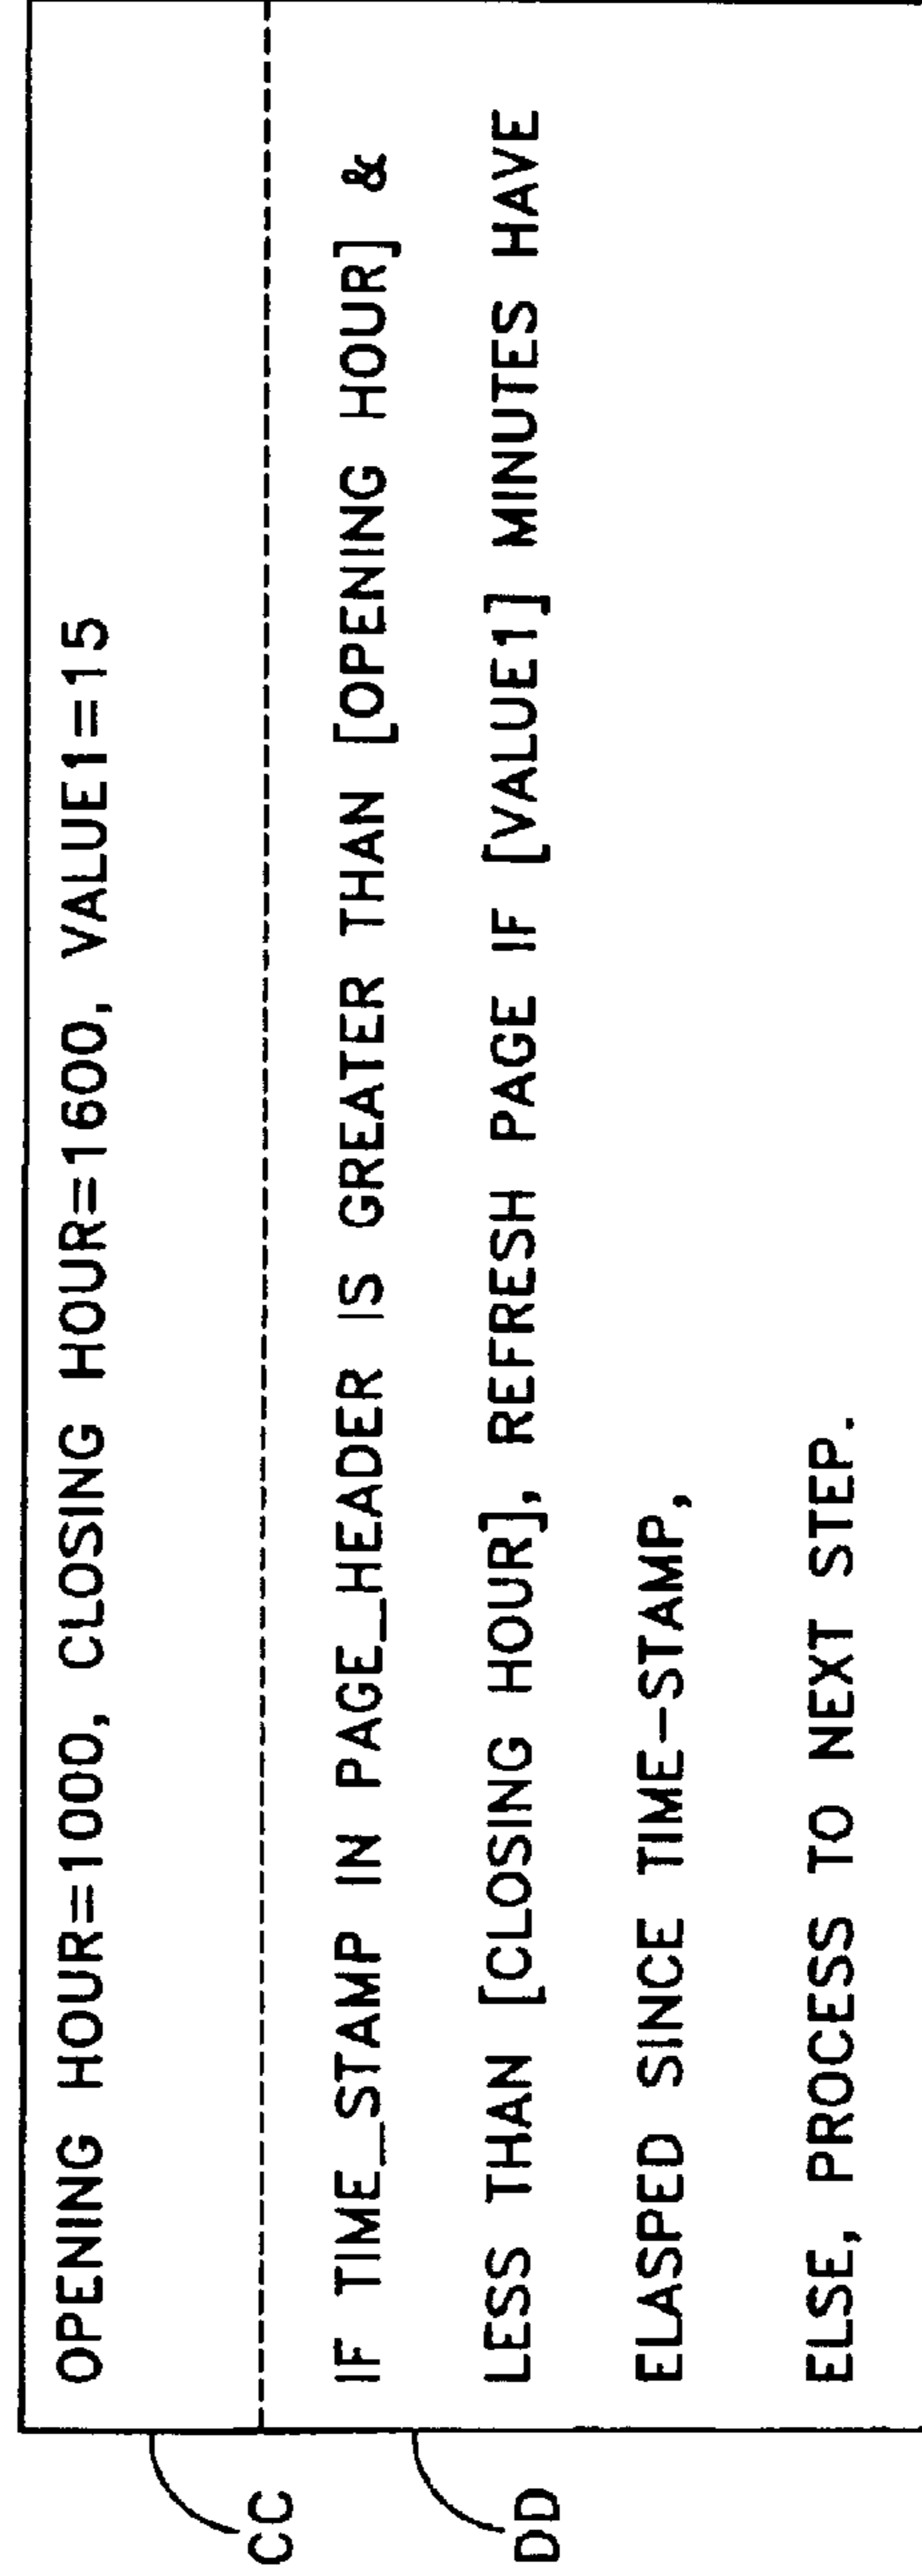 OPENING HOUR=1000, CLOSING HOUR=1600, VALUE1=15
IF TIME_STAMP IN PAGE_HEADER IS GREATER THAN [OPENING HOUR] &
LESS THAN [CLOSING HOUR], REFRESH PAGE IF [VALUE1] MINUTES HAVE
ELASPED SINCE TIME-STAMP,
ELSE, PROCESS TO NEXT STEP.
CC
DD